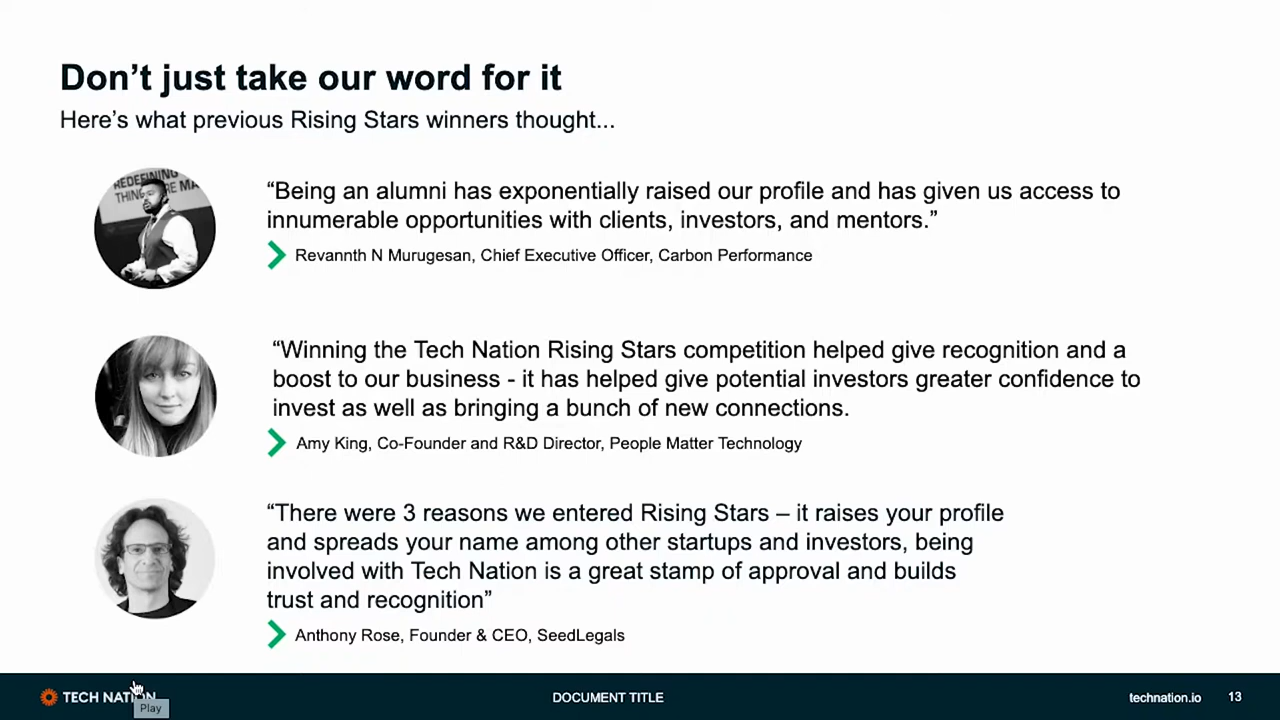 Don’t just take our word for it
Here’s what previous Rising Stars winners thought...
REDEFINING
“Being an alumni has exponentially raised our profile and has given us access to
innumerable opportunities with clients, investors, and mentors.”
Revannth N Murugesan, Chief Executive Officer, Carbon Performance
“Winning the Tech Nation Rising Stars competition helped give recognition and a
boost to our business - it has helped give potential investors greater confidence to
invest as well as bringing a bunch of new connections.
Amy King, Co-Founder and R&D Director, People Matter Technology
“There were 3 reasons we entered Rising Stars – it raises your profile
and spreads your name among other startups and investors, being
involved with Tech Nation is a great stamp of approval and builds
trust and recognition”
Anthony Rose, Founder & CEO, SeedLegals
TECH NATION
DOCUMENT TITLE
technation.io
13
Play